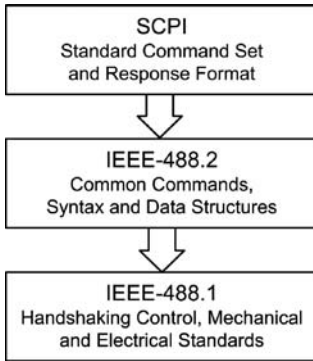 SCPI
Standard Command Set
and Response Format
IEEE-488.2
Common Commands,
Syntax and Data Structures
IEEE-488.1
Handshaking Control, Mechanical
and Electrical Standards